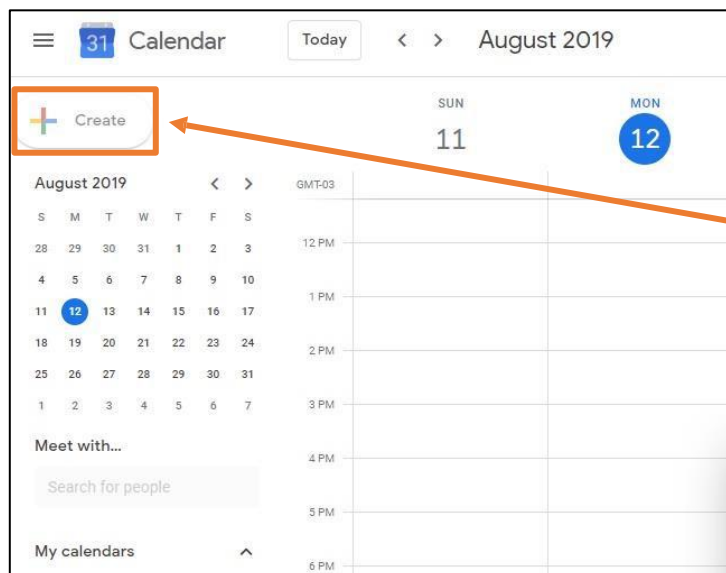 31 Calendar Today < > August 2019
Create
SUN MON
11 12
August 2019 < >
GMT-03
S M T W T F S
28 29 30 31 1 2 3
4 5 6 7 8 9 10
11 12 13 14 15 16 17
18 19 20 21 22 23 24
25 26 27 28 29 30 31
1 2 3 4 5 6 7
12 PM
1 PM
2 PM
3 PM
4 PM
5 PM
6 PM
Meet with...
Search for people
My calendars